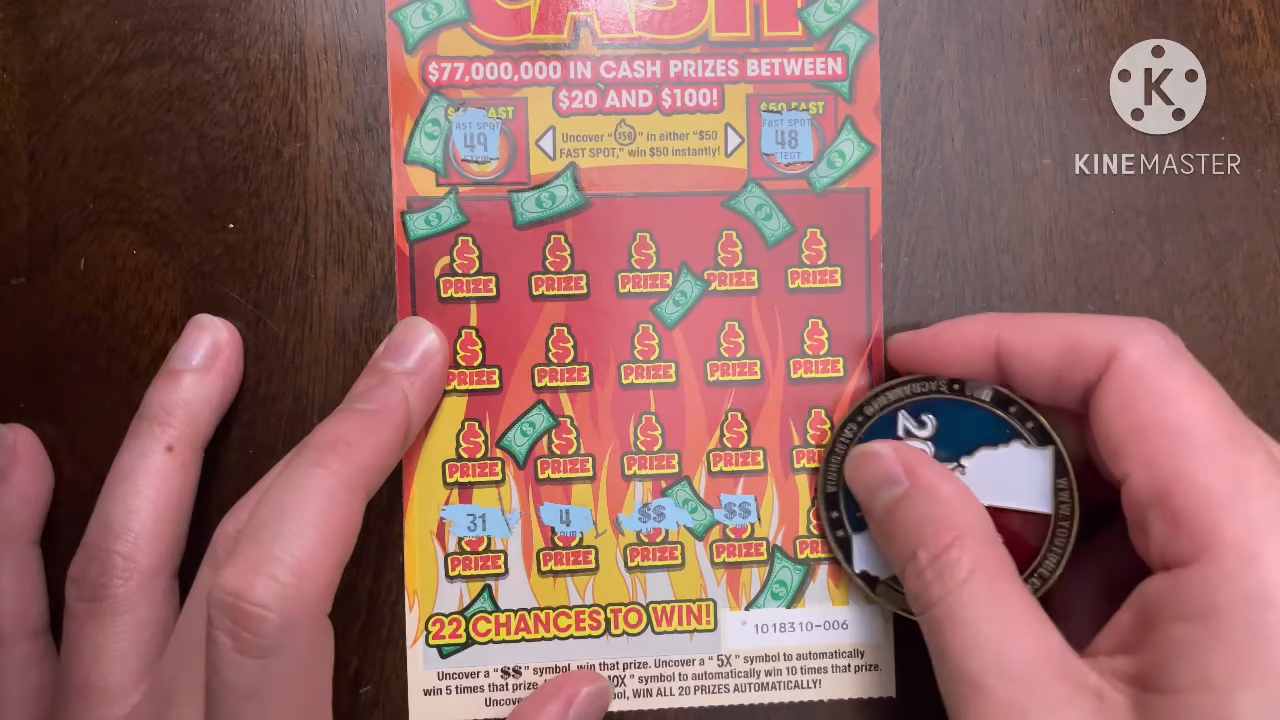 CASH
$77,000,000 IN CASH PRIZES BETWEEN
$20 AND $100!
FAST
FAST SPOT
49
Uncover "$50" in either "$50
FAST SPOT," win $50 instantly!
$50 FAST
FAST SPOT
48
K
KINEMASTER
$ $ $ $ $
PRIZE PRIZE PRIZE PRIZE PRIZE
$ $ $ $ $
PRIZE PRIZE PRIZE PRIZE PRIZE
$ $ $ $ $
PRIZE PRIZE PRIZE PRIZE
31 4 $$ $$
PRIZE PRIZE PRIZE PRIZE
22 CHANCES TO WIN!
1018310-006
Uncover a "$$" symbol, win that prize. Uncover a "5X" symbol to automatically
win 5 times that prize. 10X" symbol to automatically win 10 times that prize.
WIN ALL 20 PRIZES AUTOMATICALLY!
SACRAMENTO • CALIFORNIA